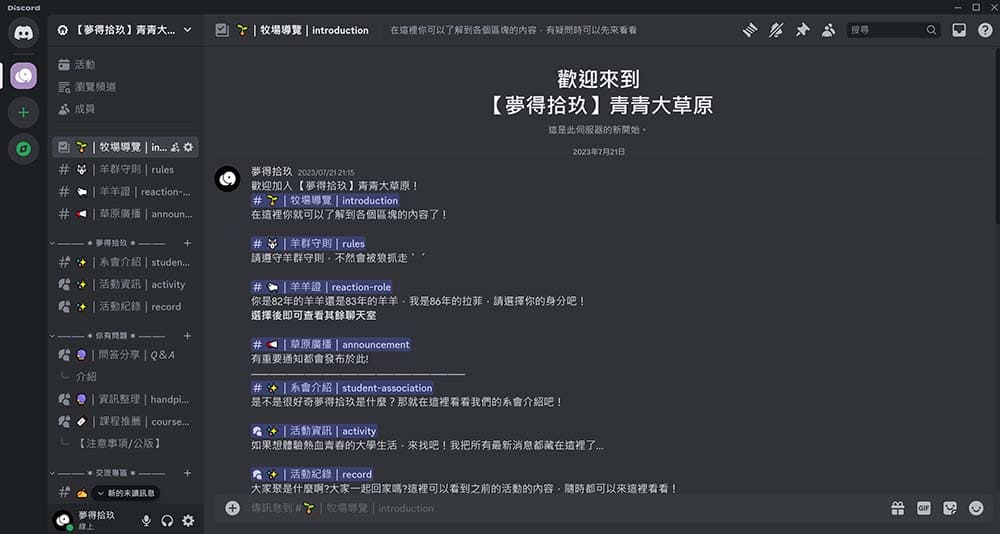 Discord
【夢得拾玖】青青大...
牧場導覽 | introduction
在這裡你可以了解到各個區塊的內容，有疑問時可以先來看看
搜尋
活動
瀏覽頻道
成員
| 牧場導覽 | in...
| 羊群守則 | rules
| 羊羊證 | reaction-...
| 草原廣播 | announ...
——— ✶ 夢得拾玖 ✶ ———
| 系會介紹 | studen...
| 活動資訊 | activity
| 活動紀錄 | record
——— ✶ 你有問題 ✶ ———
| 問答分享 | Q&A
介紹
| 資訊整理 | handpi...
| 課程推薦 | course...
【注意事項/公版】
——— ✶ 交流專區 ✶ ———
新的未讀訊息
夢得拾玖
線上
歡迎來到
【夢得拾玖】青青大草原
這是此伺服器的新開始。
2023年7月21日
夢得拾玖 2023/07/21 21:15
歡迎加入【夢得拾玖】青青大草原！
# | 牧場導覽 | introduction
在這裡你就可以了解到各個區塊的內容了！
# | 羊群守則 | rules
請遵守羊群守則，不然會被狼抓走｀ˊ
# | 羊羊證 | reaction-role
你是82年的羊羊還是83年的羊羊，我是86年的拉菲，請選擇你的身分吧！
選擇後即可查看其餘聊天室
# | 草原廣播 | announcement
有重要通知都會發布於此!
# | 系會介紹 | student-association
是不是很好奇夢得拾玖是什麼？那就在這裡看看我們的系會介紹吧！
| 活動資訊 | activity
如果想體驗熱血青春的大學生活，來找吧！我把所有最新消息都藏在這裡了...
| 活動紀錄 | record
大家聚是什麼啊?大家一起回家嗎?這裡可以看到之前的活動的內容，隨時都可以來這裡看看！
傳訊息到 # | 牧場導覽 | introduction
GIF